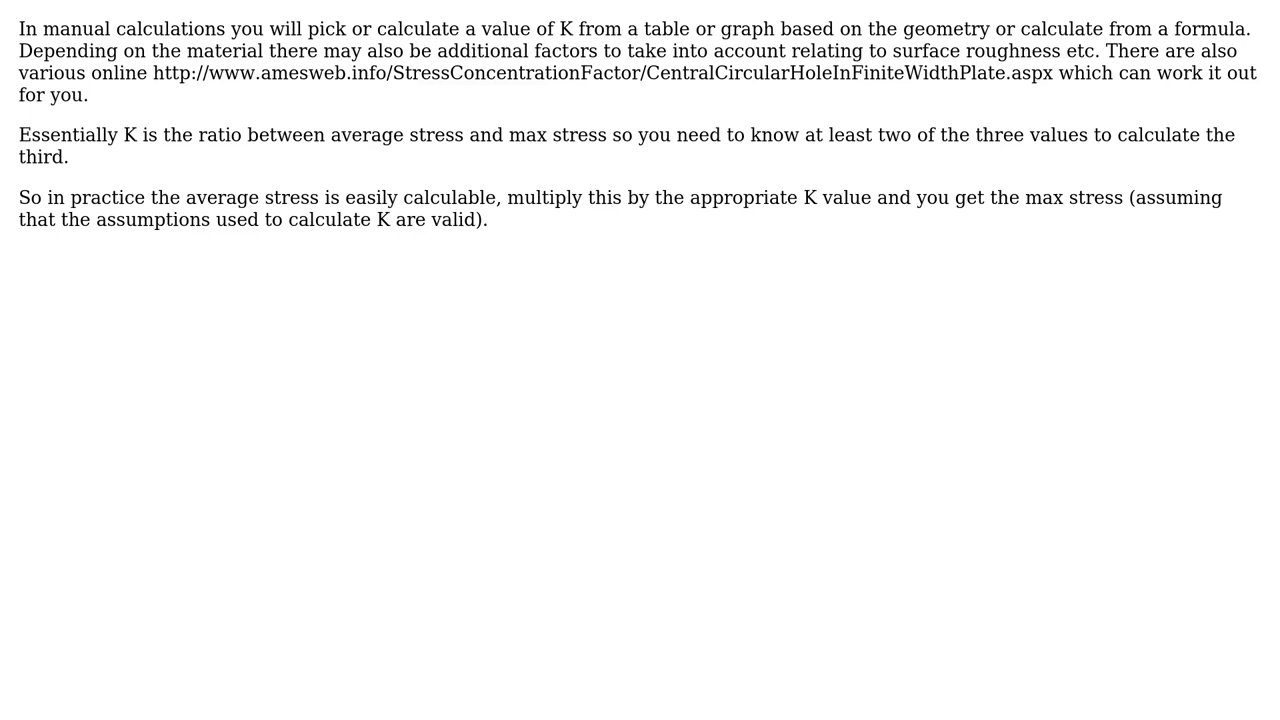 In manual calculations you will pick or calculate a value of K from a table or graph based on the geometry or calculate from a formula.
Depending on the material there may also be additional factors to take into account relating to surface roughness etc. There are also
various online http://www.amesweb.info/StressConcentrationFactor/CentralCircularHoleInFiniteWidthPlate.aspx which can work it out
for you.
Essentially K is the ratio between average stress and max stress so you need to know at least two of the three values to calculate the
third.
So in practice the average stress is easily calculable, multiply this by the appropriate K value and you get the max stress (assuming
that the assumptions used to calculate K are valid).